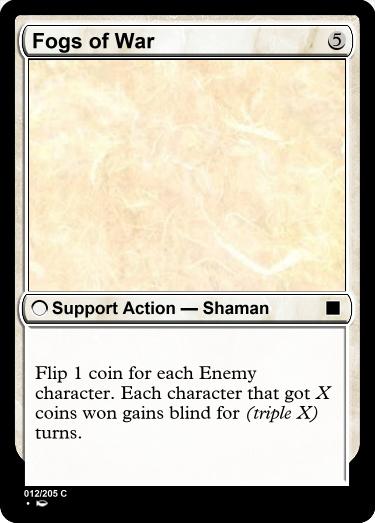 Fogs of War 5
Support Action — Shaman
Flip 1 coin for each Enemy
character. Each character that got X
coins won gains blind for (triple X)
turns.
012/205 C
•